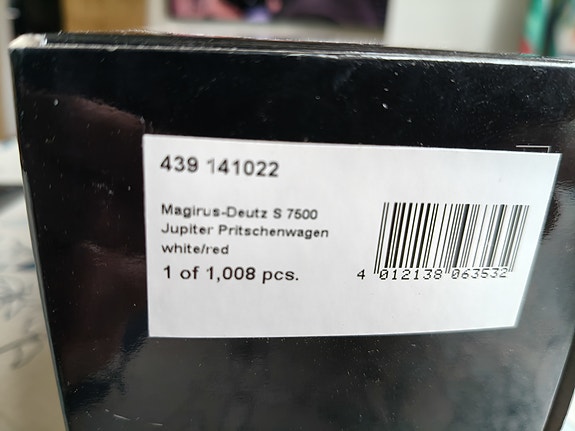 439 141022
Magirus-Deutz S 7500
Jupiter Pritschenwagen
white/red
1 of 1,008 pcs.
4 012138 063532